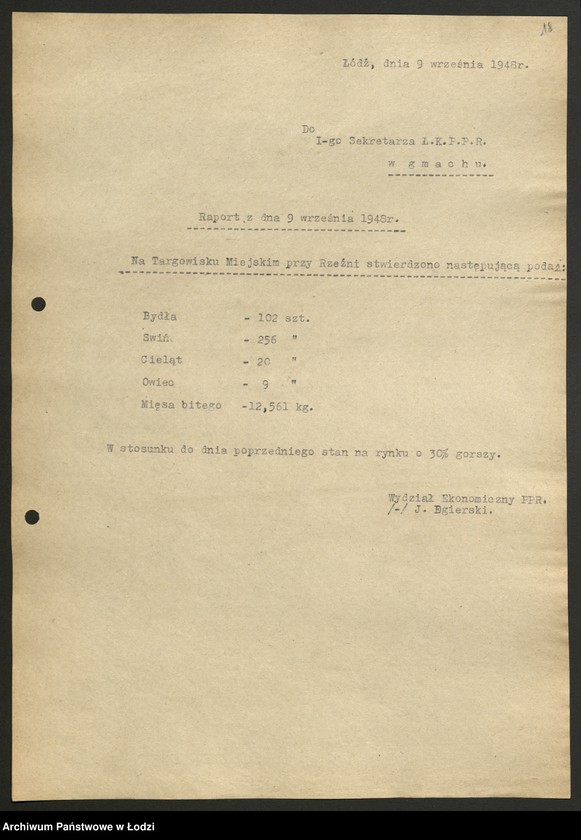 18
Łódź, dnia 9 września 1948r.
Do
I-go Sekretarza Ł.K.P.P.R.
w gmachu.
Raport z dna 9 września 1948r.
Na Targowisku Miejskim przy Rzeźni stwierdzono następującą podaż:
Bydła - 102 szt.
Świń. - 256 "
Cieląt - 20 "
Owiec - 9 "
Mięsa bitego -12,561 kg.
W stosunku do dnia poprzedniego stan na rynku o 30% gorszy.
Wydział Ekonomiczny PPR.
/-/ J. Egierski.
Archiwum Państwowe w Łodzi